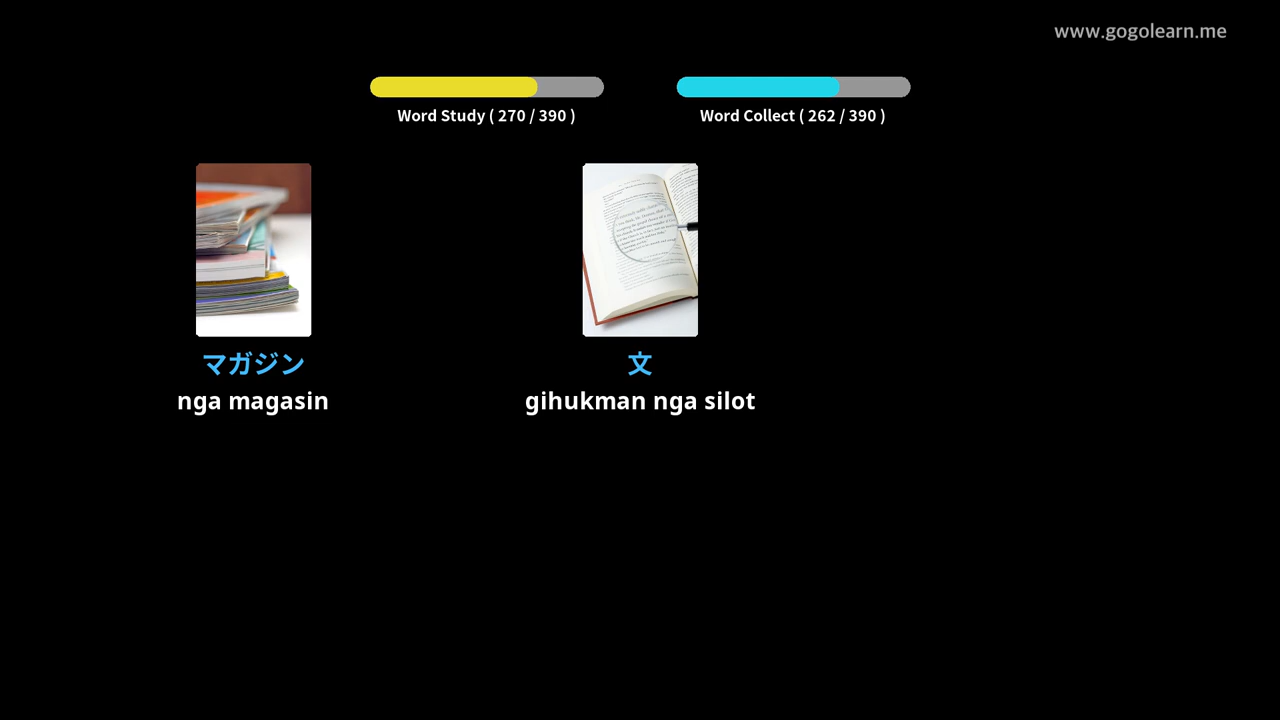 www.gogolearn.me
Word Study ( 270 / 390 )
Word Collect ( 262 / 390 )
マガジン
nga magasin
文
gihukman nga silot